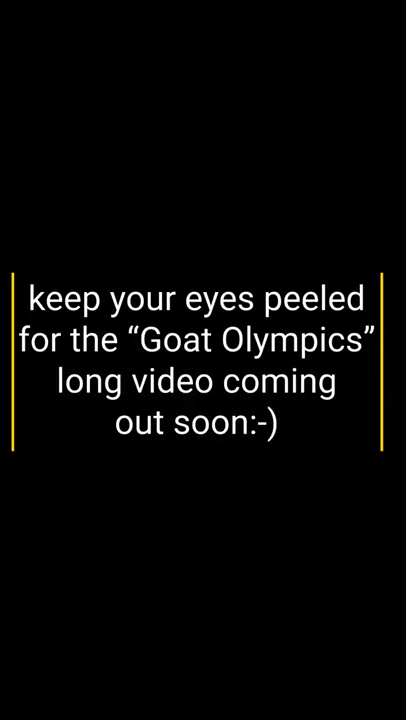 keep your eyes peeled
for the “Goat Olympics”
long video coming
out soon:-)